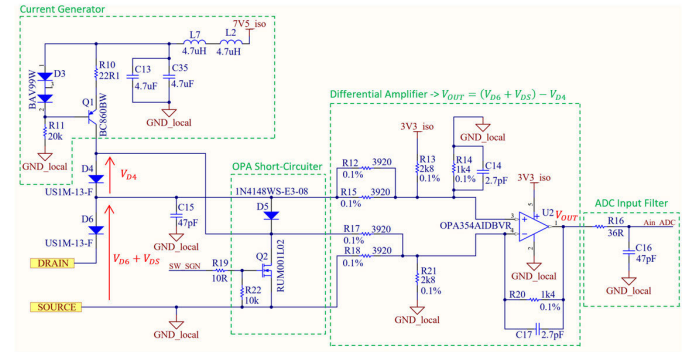 Current Generator
7V5_iso
L7
L2
4.7uH
4.7uH
R10
22R1
D3
BAV99W
C13
4.7uF
C35
4.7uF
Q1
BC860BW
R11
20k
GND_local
GND_local
Differential Amplifier -> V_OUT = (V_D6 + V_DS) − V_D4
3V3_iso
GND_local
R12
3920
0.1%
R13
2k8
0.1%
R14
1k4
0.1%
C14
2.7pF
D4
V_D4
US1M-13-F
OPA Short-Circuiter
IN4148WS-E3-08
R15
3920
0.1%
3V3_iso
D6
US1M-13-F
C15
47pF
GND_local
D5
R17
3920
0.1%
R18
3920
0.1%
OPA354AIDBVR
U2
V_OUT
3
4
5
2
1
ADC Input Filter
R16
36R
Ain_ADC
C16
47pF
GND_local
DRAIN
V_D6 + V_DS
SW_SGN
R19
10R
Q2
RUM001L02
R22
10k
R21
2k8
0.1%
GND_local
GND_local
R20
1k4
0.1%
C17
2.7pF
SOURCE
GND_local